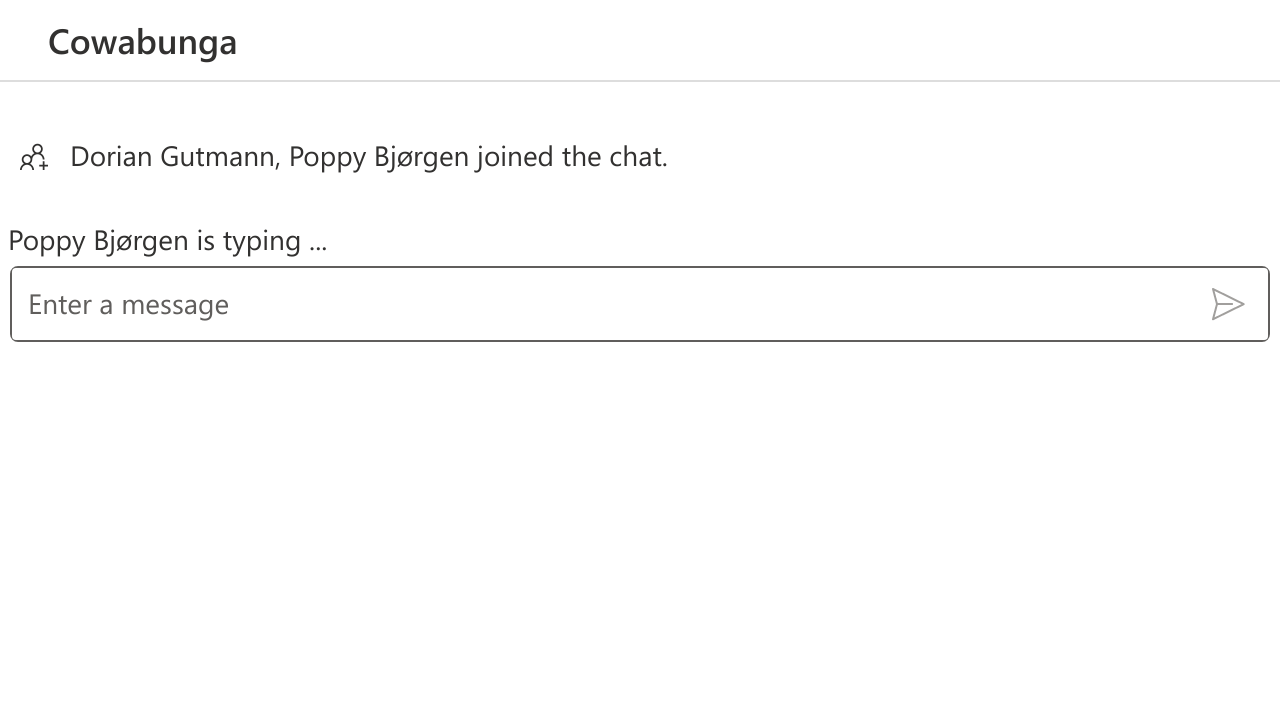 Cowabunga
Dorian Gutmann, Poppy Bjørgen joined the chat.
Poppy Bjørgen is typing ...
Enter a message